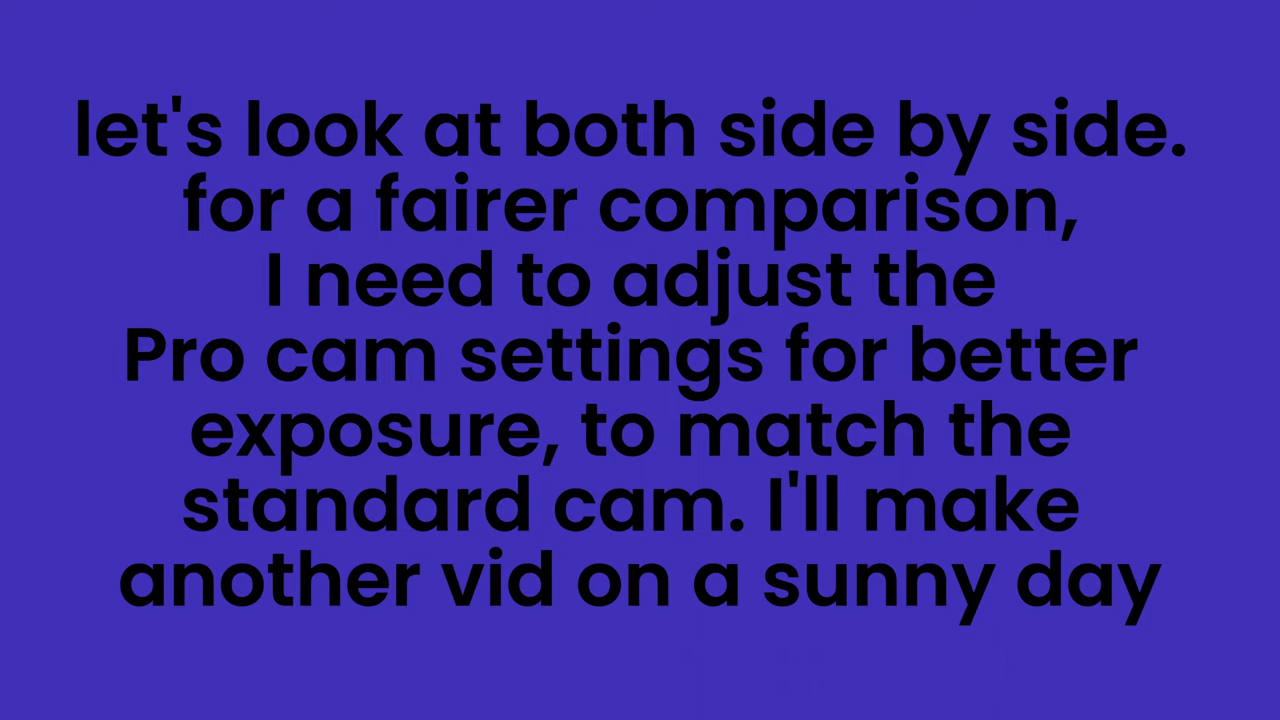 let's look at both side by side.
for a fairer comparison,
I need to adjust the
Pro cam settings for better
exposure, to match the
standard cam. I'll make
another vid on a sunny day